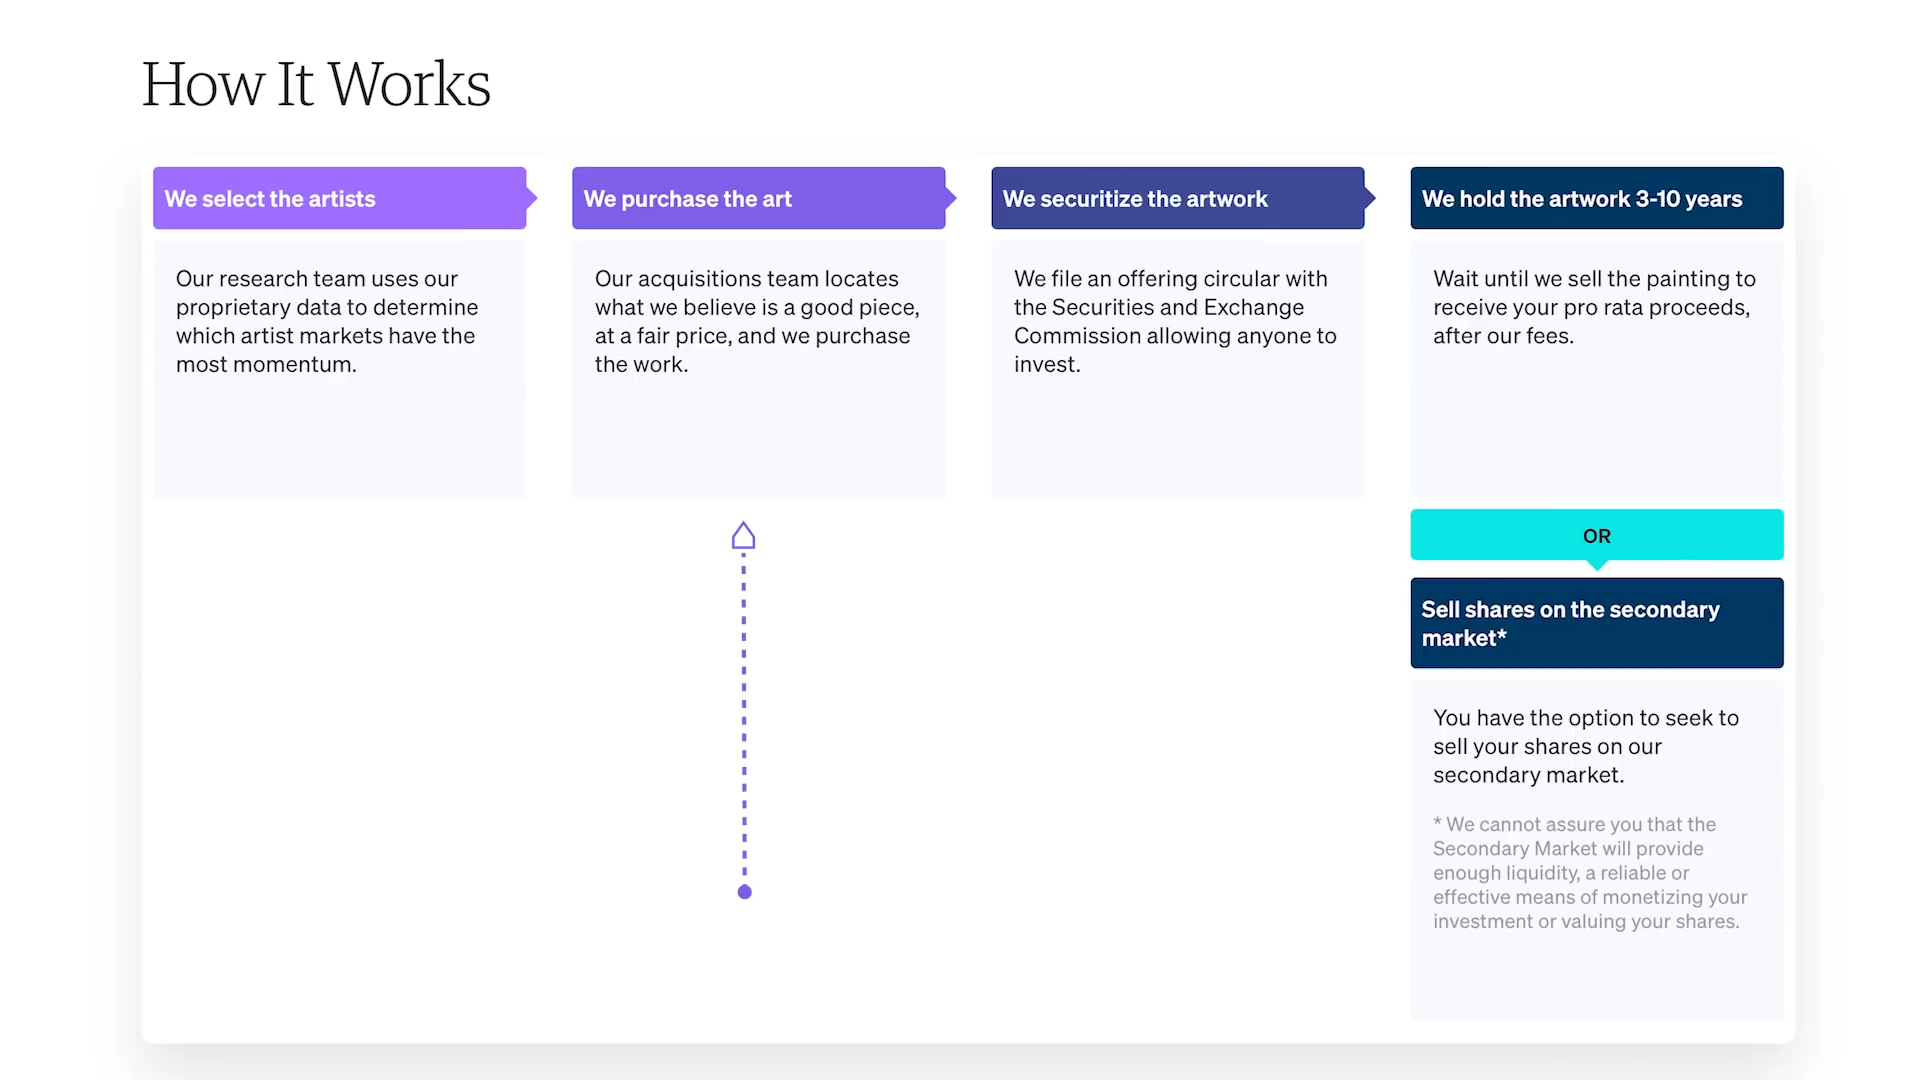 How It Works
We select the artists
Our research team uses our
proprietary data to determine
which artist markets have the
most momentum.
We purchase the art
Our acquisitions team locates
what we believe is a good piece,
at a fair price, and we purchase
the work.
We securitize the artwork
We file an offering circular with
the Securities and Exchange
Commission allowing anyone to
invest.
We hold the artwork 3-10 years
Wait until we sell the painting to
receive your pro rata proceeds,
after our fees.
OR
Sell shares on the secondary
market*
You have the option to seek to
sell your shares on our
secondary market.
* We cannot assure you that the
Secondary Market will provide
enough liquidity, a reliable or
effective means of monetizing your
investment or valuing your shares.